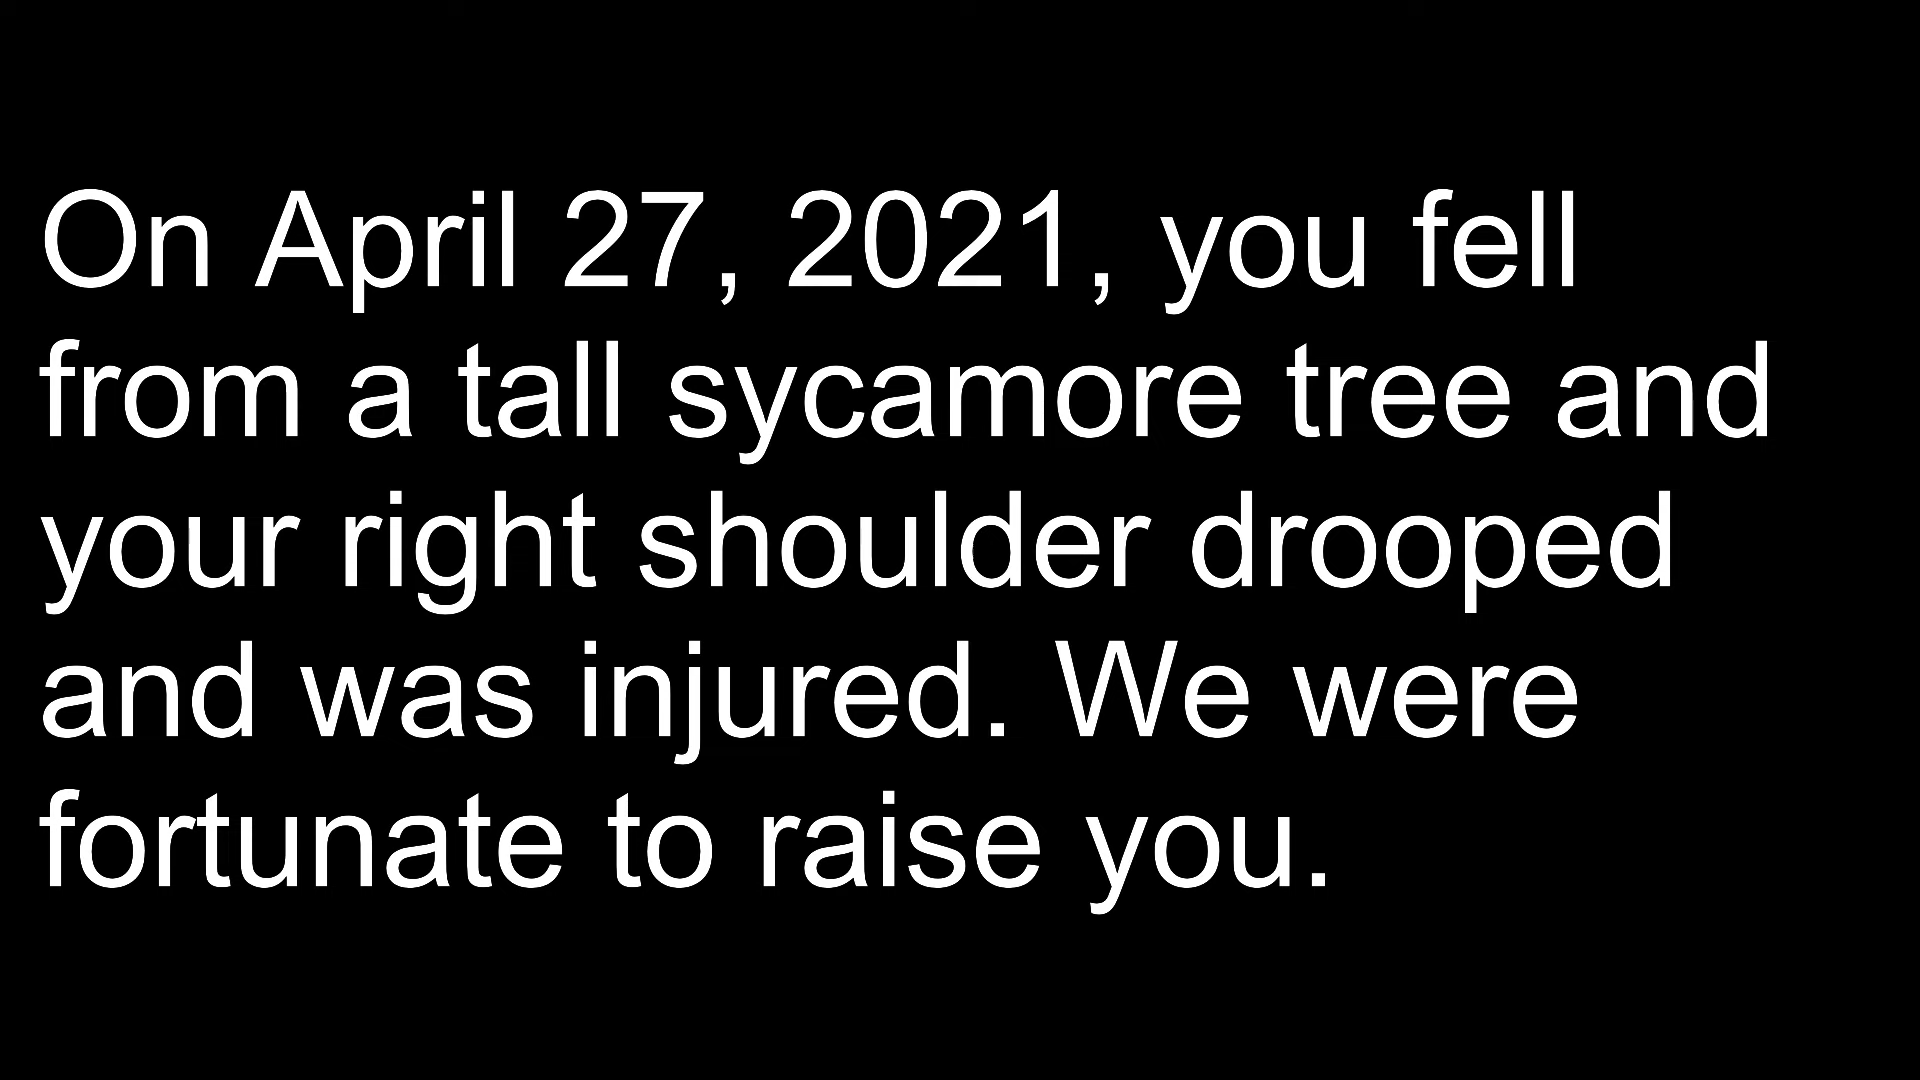 On April 27, 2021, you fell
from a tall sycamore tree and
your right shoulder drooped
and was injured. We were
fortunate to raise you.